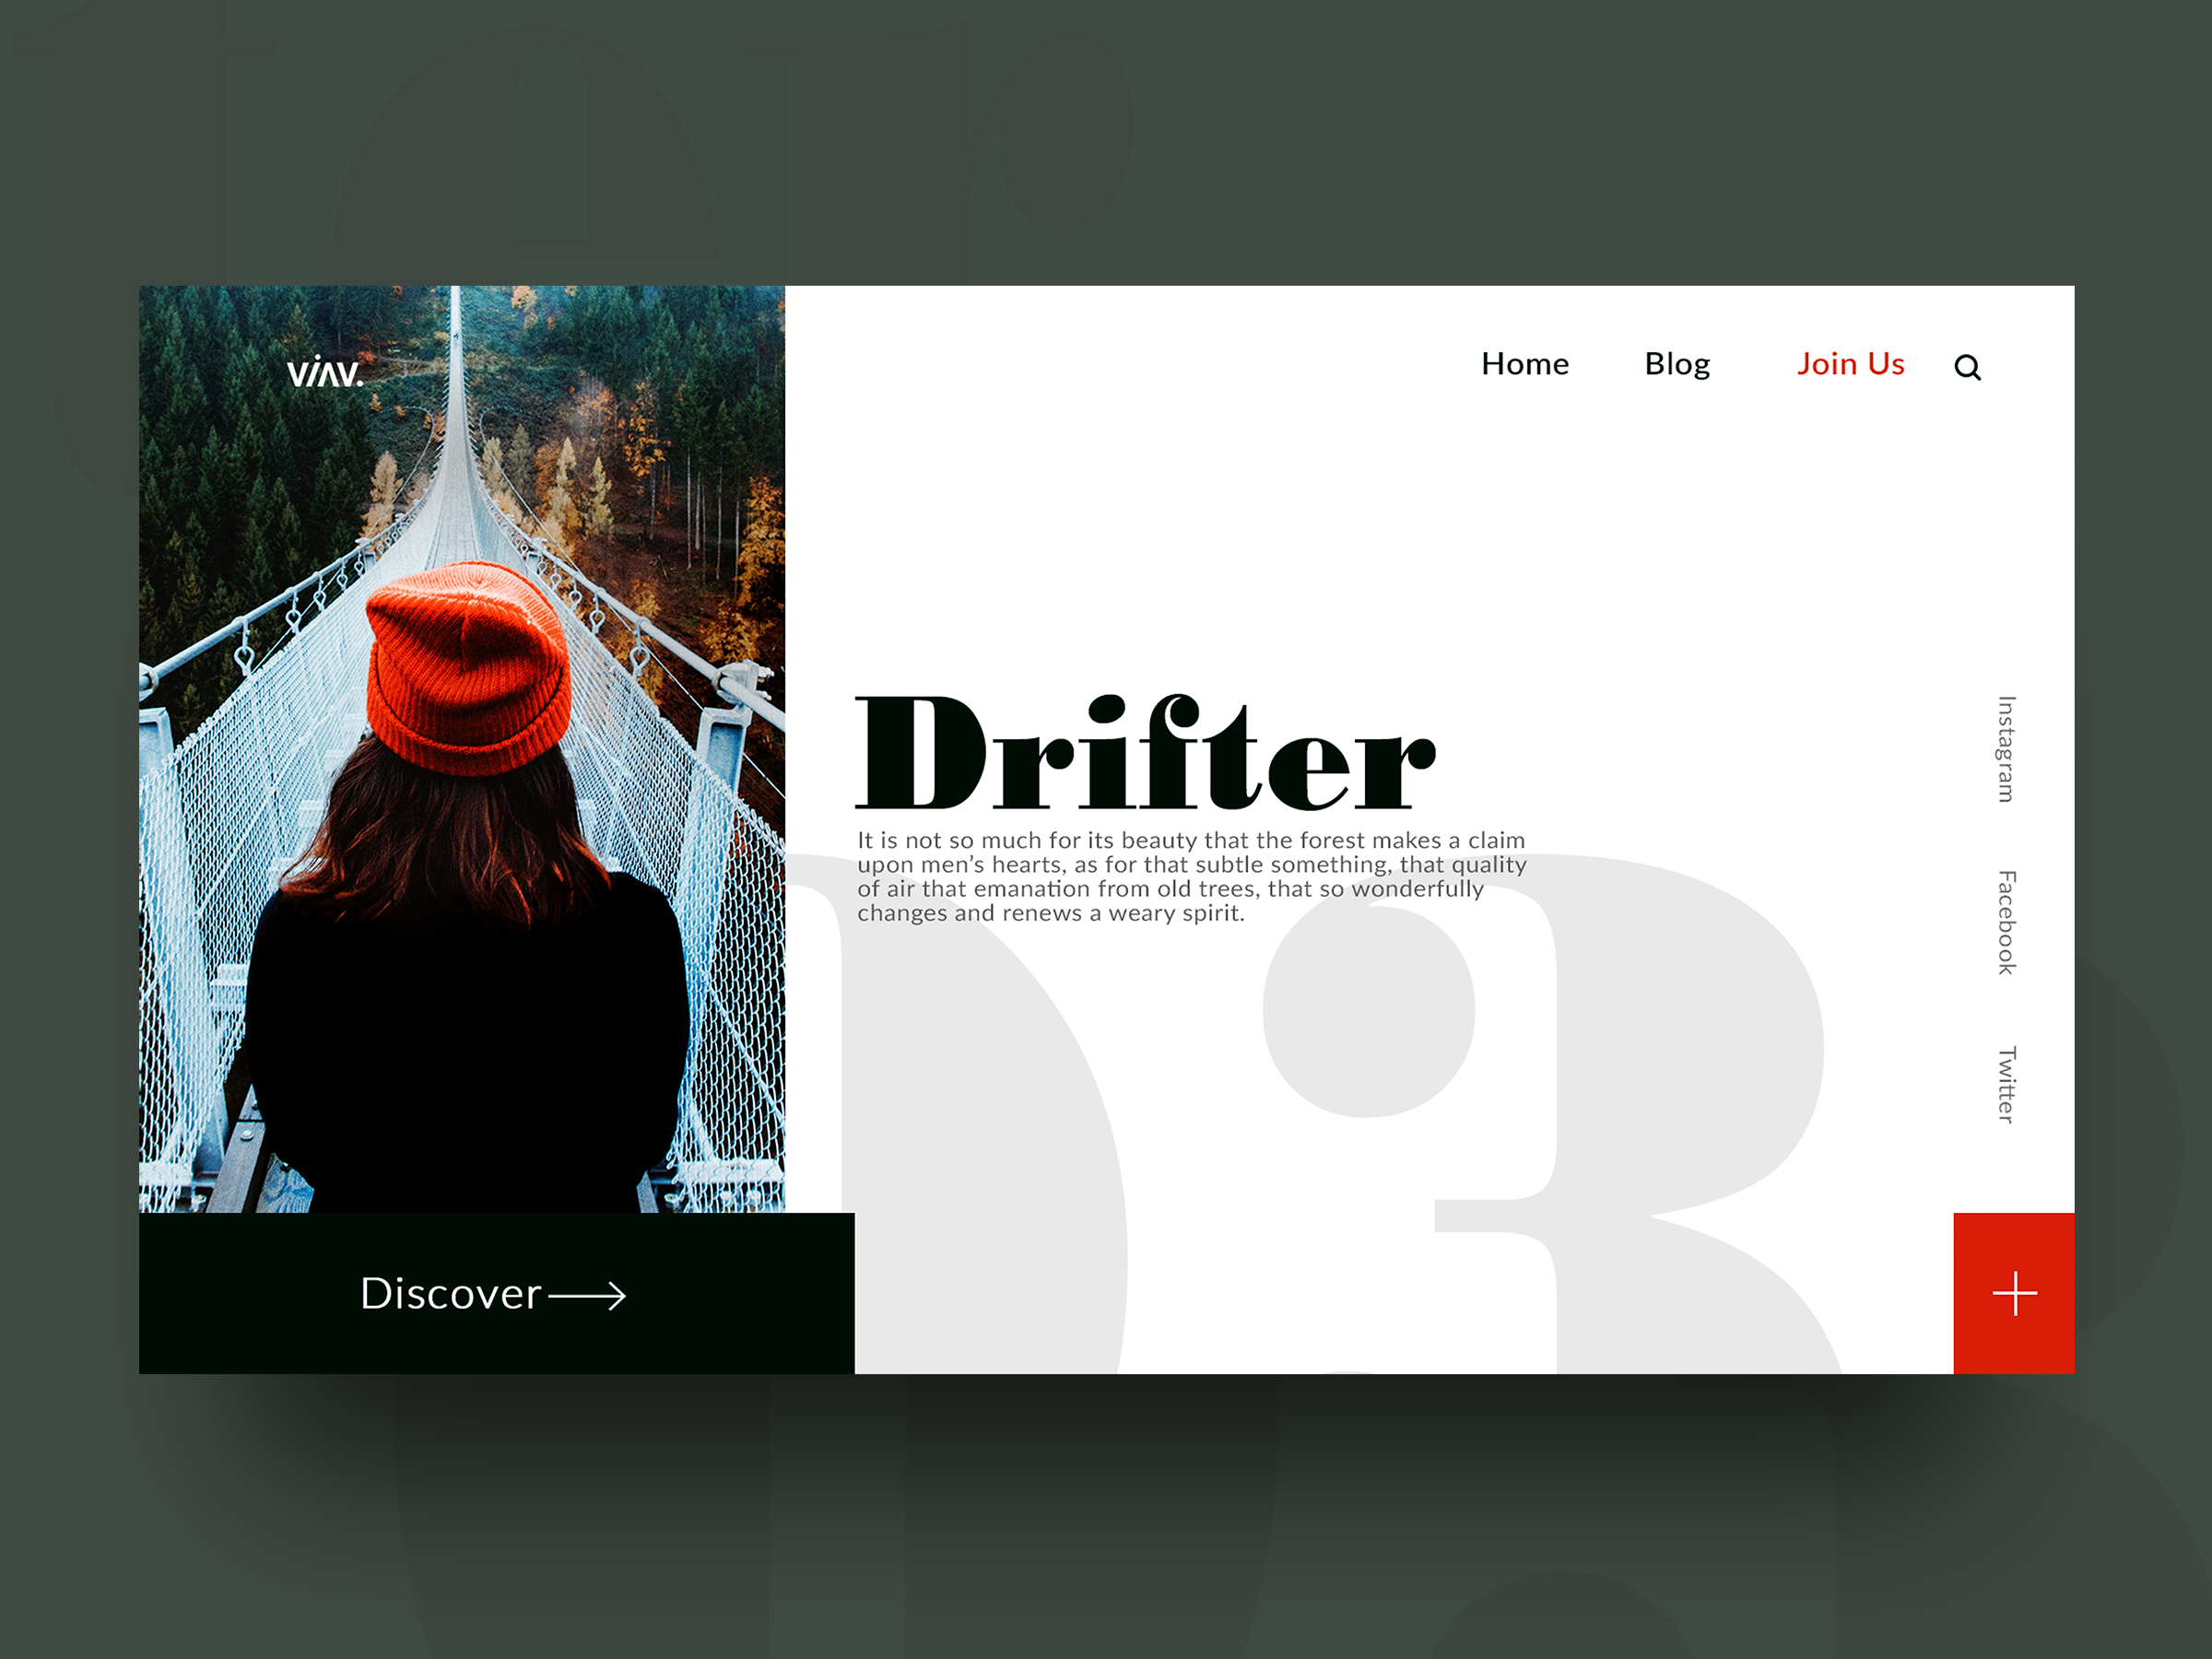 ter
viav.
Home
Blog
Join Us
Drifter
It is not so much for its beauty that the forest makes a claim
upon men’s hearts, as for that subtle something, that quality
of air that emanation from old trees, that so wonderfully
changes and renews a weary spirit.
03
Instagram
Facebook
Twitter
Discover